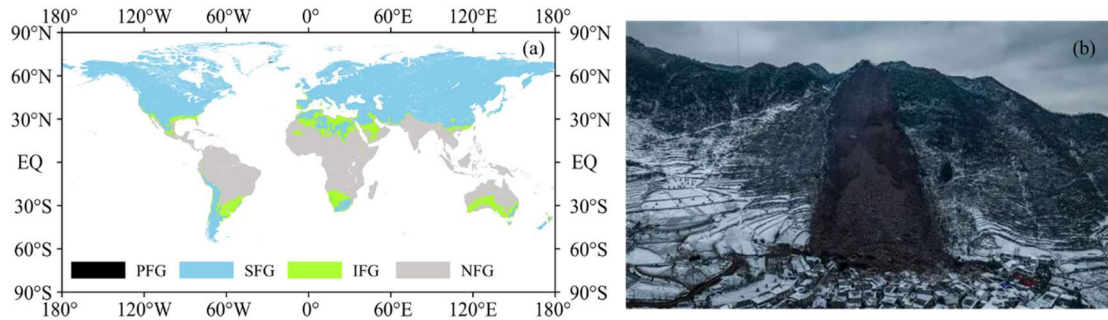 180° 120°W 60°W 0° 60°E 120°E 180°
90°N 90°N
(a) (b)
60°N 60°N
30°N 30°N
EQ EQ
30°S 30°S
60°S 60°S
PFG SFG IFG NFG
90°S 90°S
180° 120°W 60°W 0° 60°E 120°E 180°